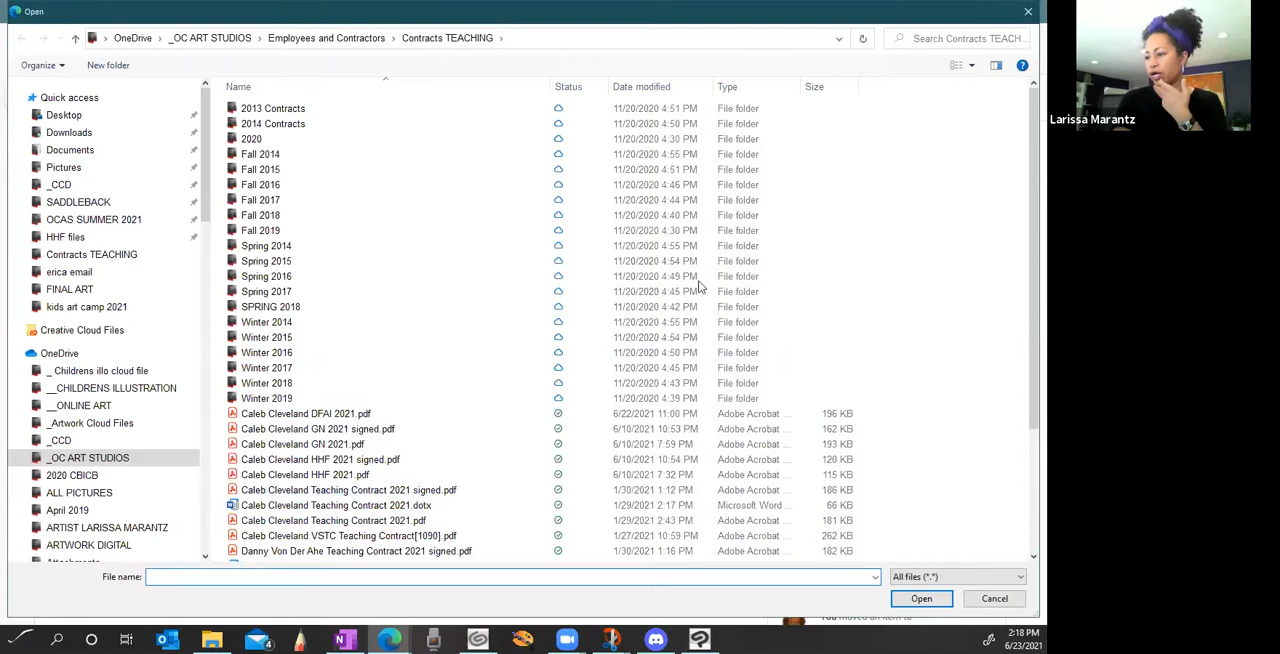 Open
OneDrive > _OC ART STUDIOS > Employees and Contractors > Contracts TEACHING >
Search Contracts TEACH...
Organize
New folder
Name Status Date modified Type Size
Quick access
Desktop
Downloads
Documents
Pictures
_CCD
SADDLEBACK
OCAS SUMMER 2021
HHF files
Contracts TEACHING
erica email
FINAL ART
kids art camp 2021
Creative Cloud Files
OneDrive
_ Childrens illo cloud file
__CHILDRENS ILLUSTRATION
__ONLINE ART
_Artwork Cloud Files
_CCD
_OC ART STUDIOS
2020 CBICB
ALL PICTURES
April 2019
ARTIST LARISSA MARANTZ
ARTWORK DIGITAL
2013 Contracts 11/20/2020 4:51 PM File folder
2014 Contracts 11/20/2020 4:50 PM File folder
2020 11/20/2020 4:30 PM File folder
Fall 2014 11/20/2020 4:55 PM File folder
Fall 2015 11/20/2020 4:51 PM File folder
Fall 2016 11/20/2020 4:46 PM File folder
Fall 2017 11/20/2020 4:44 PM File folder
Fall 2018 11/20/2020 4:40 PM File folder
Fall 2019 11/20/2020 4:30 PM File folder
Spring 2014 11/20/2020 4:55 PM File folder
Spring 2015 11/20/2020 4:54 PM File folder
Spring 2016 11/20/2020 4:49 PM File folder
Spring 2017 11/20/2020 4:45 PM File folder
SPRING 2018 11/20/2020 4:42 PM File folder
Winter 2014 11/20/2020 4:55 PM File folder
Winter 2015 11/20/2020 4:54 PM File folder
Winter 2016 11/20/2020 4:50 PM File folder
Winter 2017 11/20/2020 4:45 PM File folder
Winter 2018 11/20/2020 4:43 PM File folder
Winter 2019 11/20/2020 4:39 PM File folder
Caleb Cleveland DFAI 2021.pdf 6/22/2021 11:00 PM Adobe Acrobat ... 196 KB
Caleb Cleveland GN 2021 signed.pdf 6/10/2021 10:53 PM Adobe Acrobat ... 162 KB
Caleb Cleveland GN 2021.pdf 6/10/2021 7:59 PM Adobe Acrobat ... 193 KB
Caleb Cleveland HHF 2021 signed.pdf 6/10/2021 10:54 PM Adobe Acrobat ... 120 KB
Caleb Cleveland HHF 2021.pdf 6/10/2021 7:32 PM Adobe Acrobat ... 115 KB
Caleb Cleveland Teaching Contract 2021 signed.pdf 1/30/2021 1:12 PM Adobe Acrobat ... 186 KB
Caleb Cleveland Teaching Contract 2021.dotx 1/29/2021 2:17 PM Microsoft Word ... 66 KB
Caleb Cleveland Teaching Contract 2021.pdf 1/29/2021 2:43 PM Adobe Acrobat ... 181 KB
Caleb Cleveland VSTC Contract[1090].pdf 1/27/2021 10:59 PM Adobe Acrobat ... 262 KB
Danny Von Der Ahe Teaching Contract 2021 signed.pdf 1/30/2021 1:16 PM Adobe Acrobat ... 182 KB
File name:
All files (*.*)
Open
Cancel
Larissa Marantz
4
2:18 PM
6/23/2021